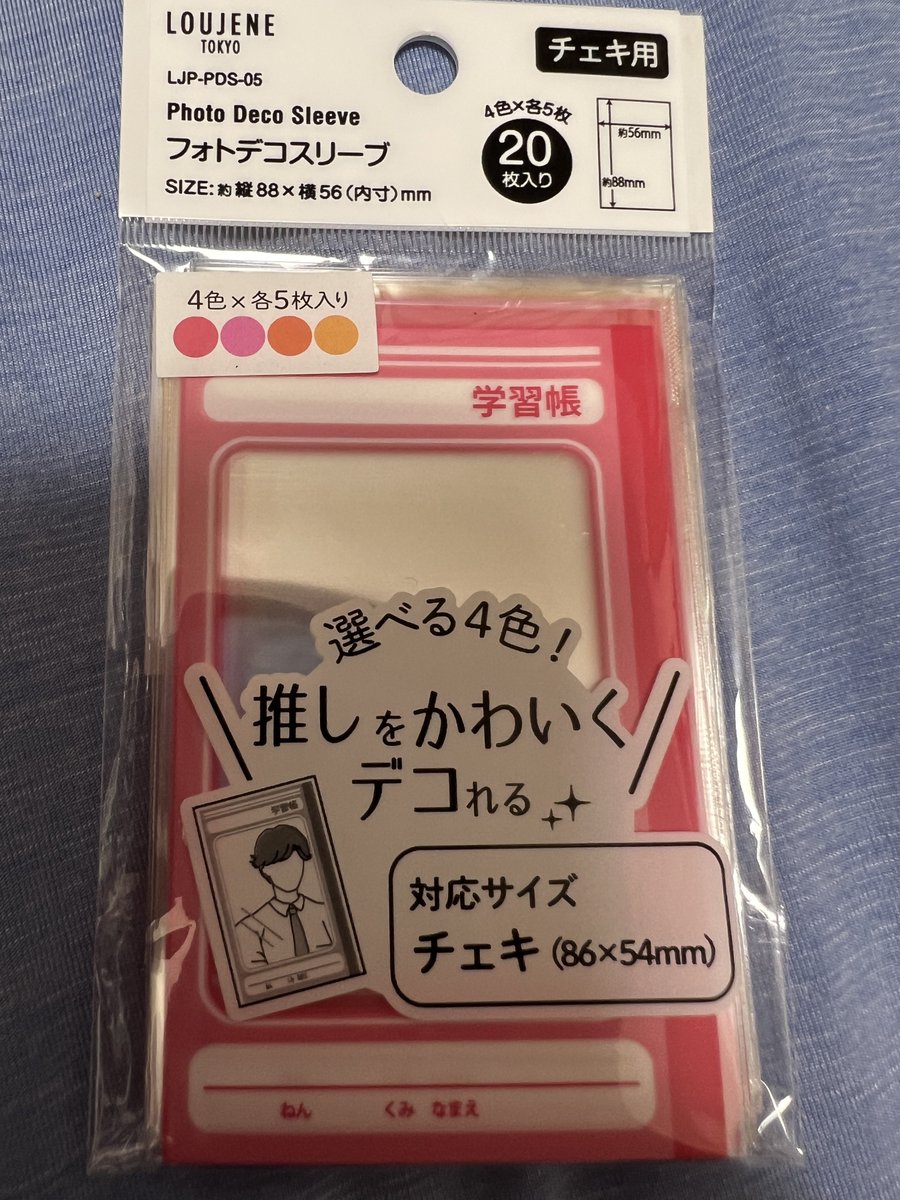 LOUJENE
TOKYO
LJP-PDS-05
Photo Deco Sleeve
フォトデコスリーブ
SIZE:約縦88×横56(内寸)mm
チェキ用
4色×各5枚
20
枚入り
約56mm
約88mm
4色×各5枚入り
学習帳
選べる4色!
推しをかわいく
デコれる
学習帳
対応サイズ
チェキ(86×54mm)
ねん くみ なまえ